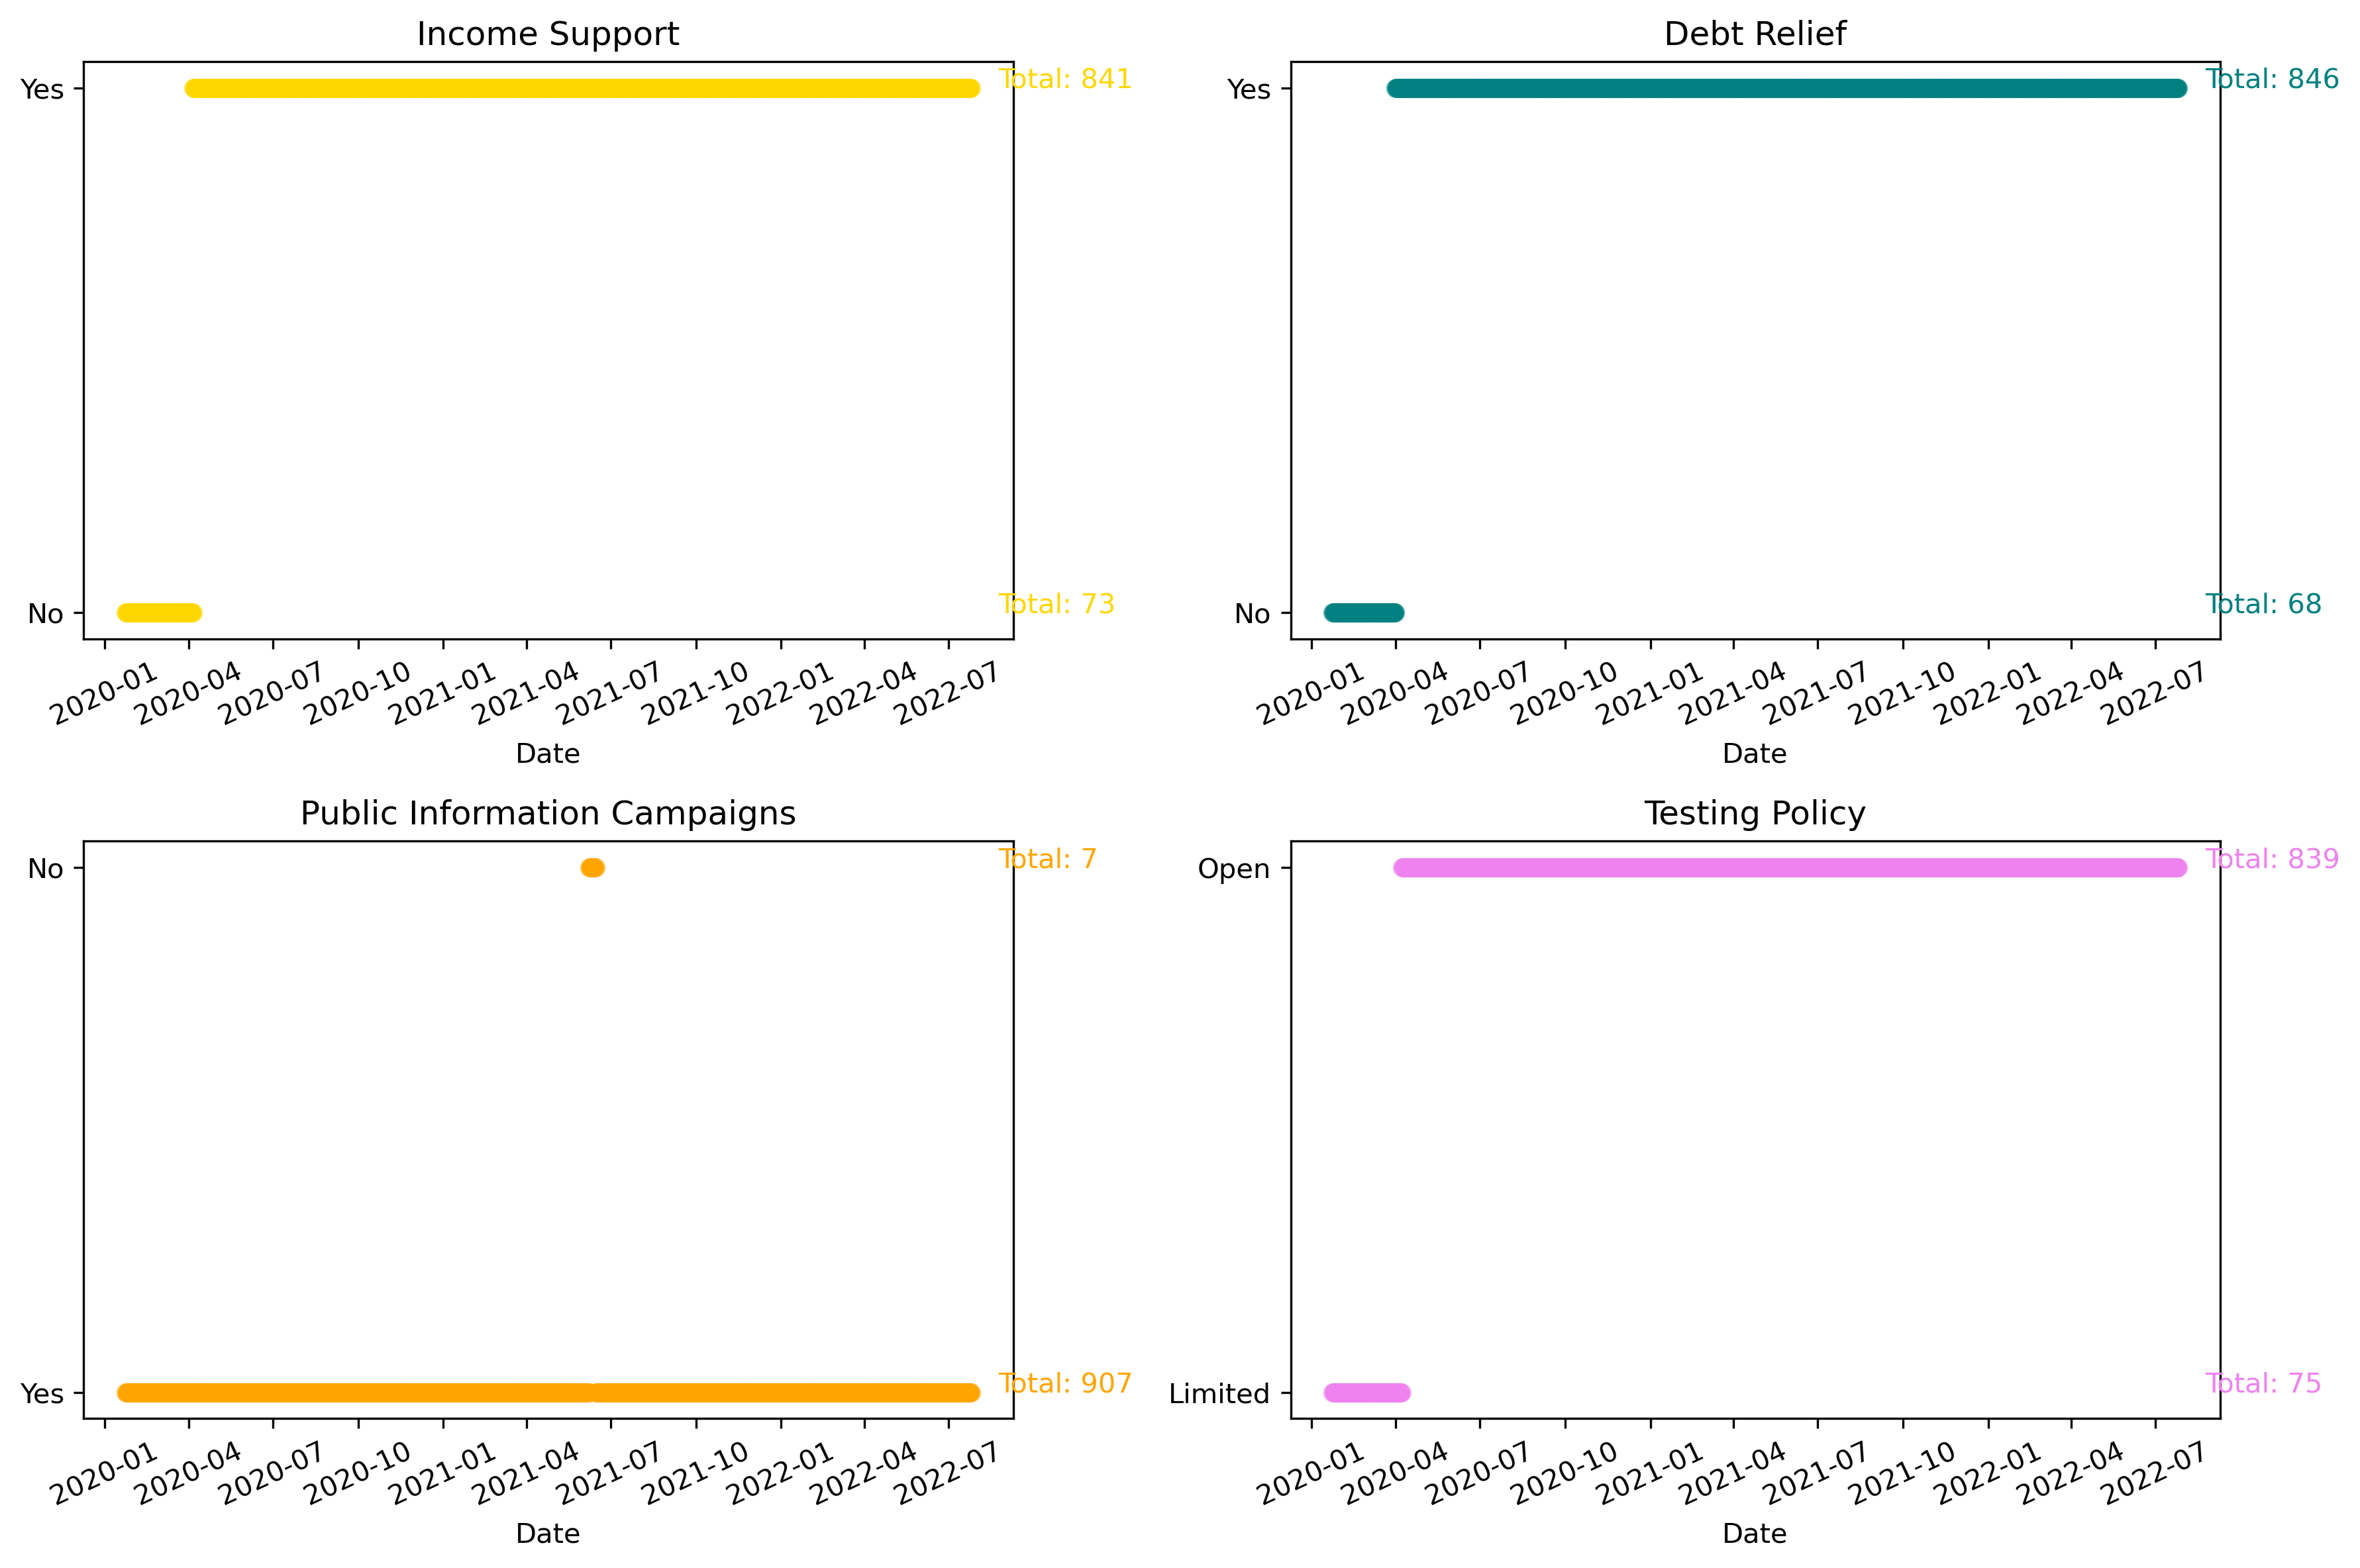 Income Support
Yes
Total: 841
No
Total: 73
2020-01 2020-04 2020-07 2020-10 2021-01 2021-04 2021-07 2021-10 2022-01 2022-04 2022-07
Date
Debt Relief
Yes
Total: 846
No
Total: 68
2020-01 2020-04 2020-07 2020-10 2021-01 2021-04 2021-07 2021-10 2022-01 2022-04 2022-07
Date
Public Information Campaigns
No
Total: 7
Yes
Total: 907
2020-01 2020-04 2020-07 2020-10 2021-01 2021-04 2021-07 2021-10 2022-01 2022-04 2022-07
Date
Testing Policy
Open
Total: 839
Limited
Total: 75
2020-01 2020-04 2020-07 2020-10 2021-01 2021-04 2021-07 2021-10 2022-01 2022-04 2022-07
Date